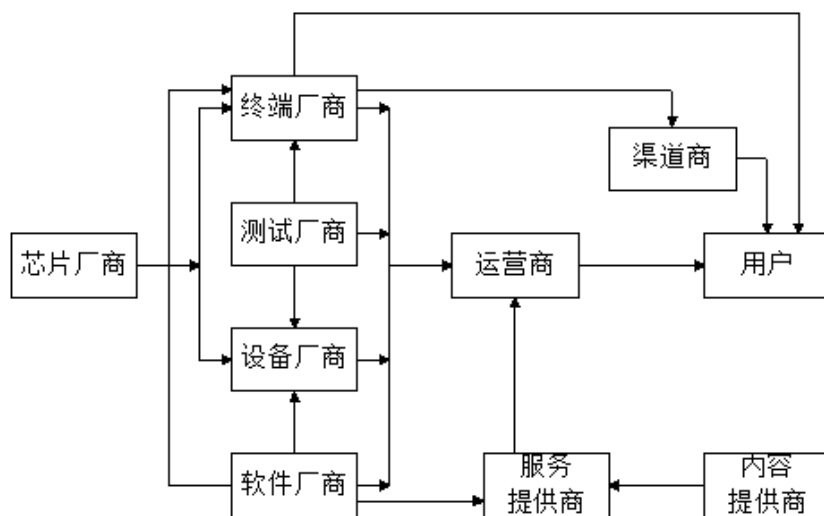 终端厂商
渠道商
测试厂商
芯片厂商
运营商
用户
设备厂商
软件厂商
服务
提供商
内容
提供商